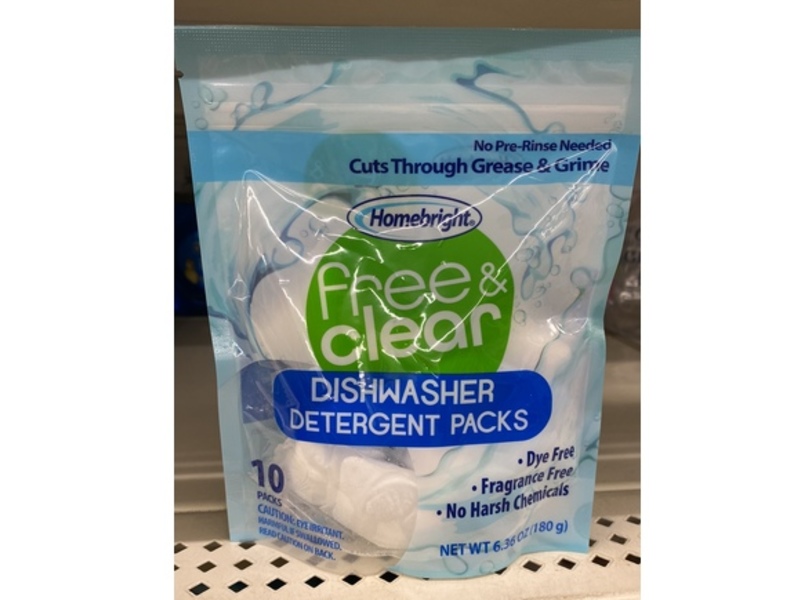 No Pre-Rinse Needed
Cuts Through Grease & Grime
Homebright®
free &
clear
DISHWASHER
DETERGENT PACKS
10
PACKS
• Dye Free
• Fragrance Free
• No Harsh Chemicals
CAUTION: EYE IRRITANT.
HARMFUL IF SWALLOWED.
READ CAUTION ON BACK.
NET WT 6.36 OZ (180 g)